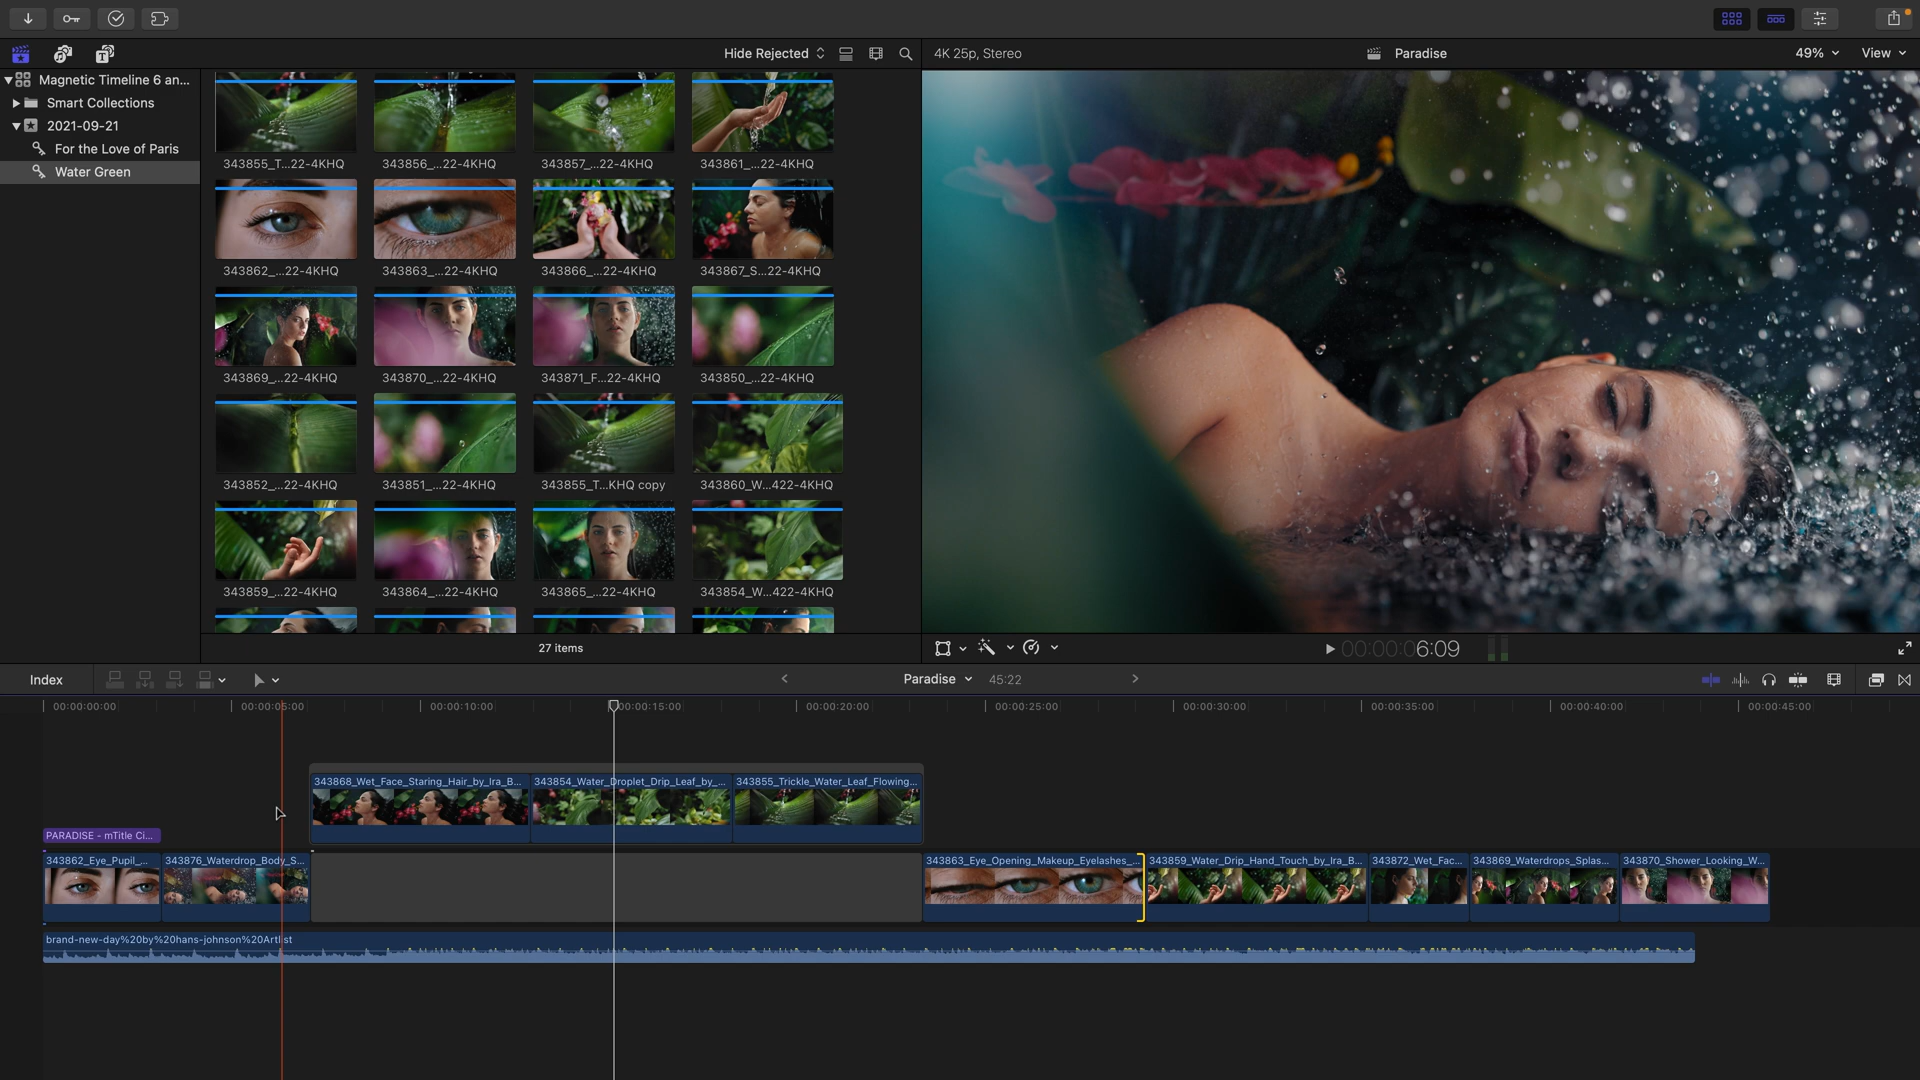 Hide Rejected
4K 25p, Stereo
Paradise
49%
View
Magnetic Timeline 6 an...
Smart Collections
2021-09-21
For the Love of Paris
Water Green
343855_T...22-4KHQ
343856_...22-4KHQ
343857_...22-4KHQ
343861_...22-4KHQ
343862_...22-4KHQ
343863_...22-4KHQ
343866_...22-4KHQ
343867_S...22-4KHQ
343869_...22-4KHQ
343870_...22-4KHQ
343871_F...22-4KHQ
343850_...22-4KHQ
343852_...22-4KHQ
343851_...22-4KHQ
343855_T...KHQ copy
343860_W...422-4KHQ
343859_...22-4KHQ
343864_...22-4KHQ
343865_...22-4KHQ
343854_W...422-4KHQ
27 items
00:00:06:09
Index
Paradise
45:22
00:00:00:00
00:00:05:00
00:00:10:00
00:00:15:00
00:00:20:00
00:00:25:00
00:00:30:00
00:00:35:00
00:00:40:00
00:00:45:00
343868_Wet_Face_Staring_Hair_by_Ira_B...
343854_Water_Droplet_Drip_Leaf_by_...
343855_Trickle_Water_Leaf_Flowing...
PARADISE - mTitle Ci...
343862_Eye_Pupil_...
343876_Waterdrop_Body_S...
343863_Eye_Opening_Makeup_Eyelashes_...
343859_Water_Drip_Hand_Touch_by_Ira_B...
343872_Wet_Fac...
343869_Waterdrops_Splas...
343870_Shower_Looking_W...
brand-new-day%20by%20hans-johnson%20Artlist